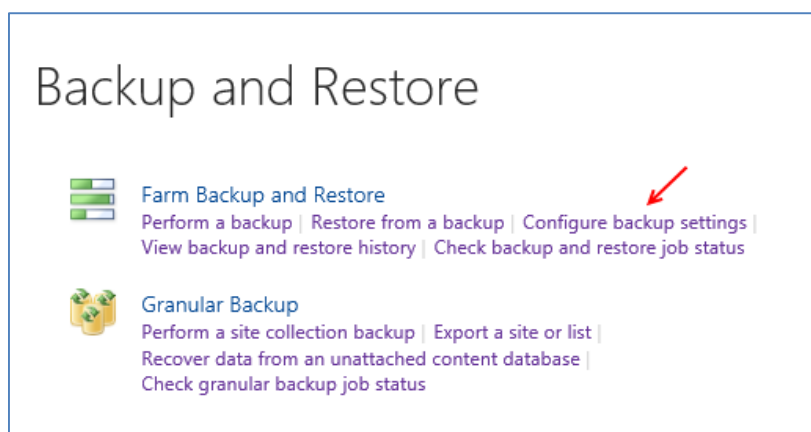 Backup and Restore
Farm Backup and Restore
Perform a backup | Restore from a backup | Configure backup settings |
View backup and restore history | Check backup and restore job status
Granular Backup
Perform a site collection backup | Export a site or list |
Recover data from an unattached content database |
Check granular backup job status